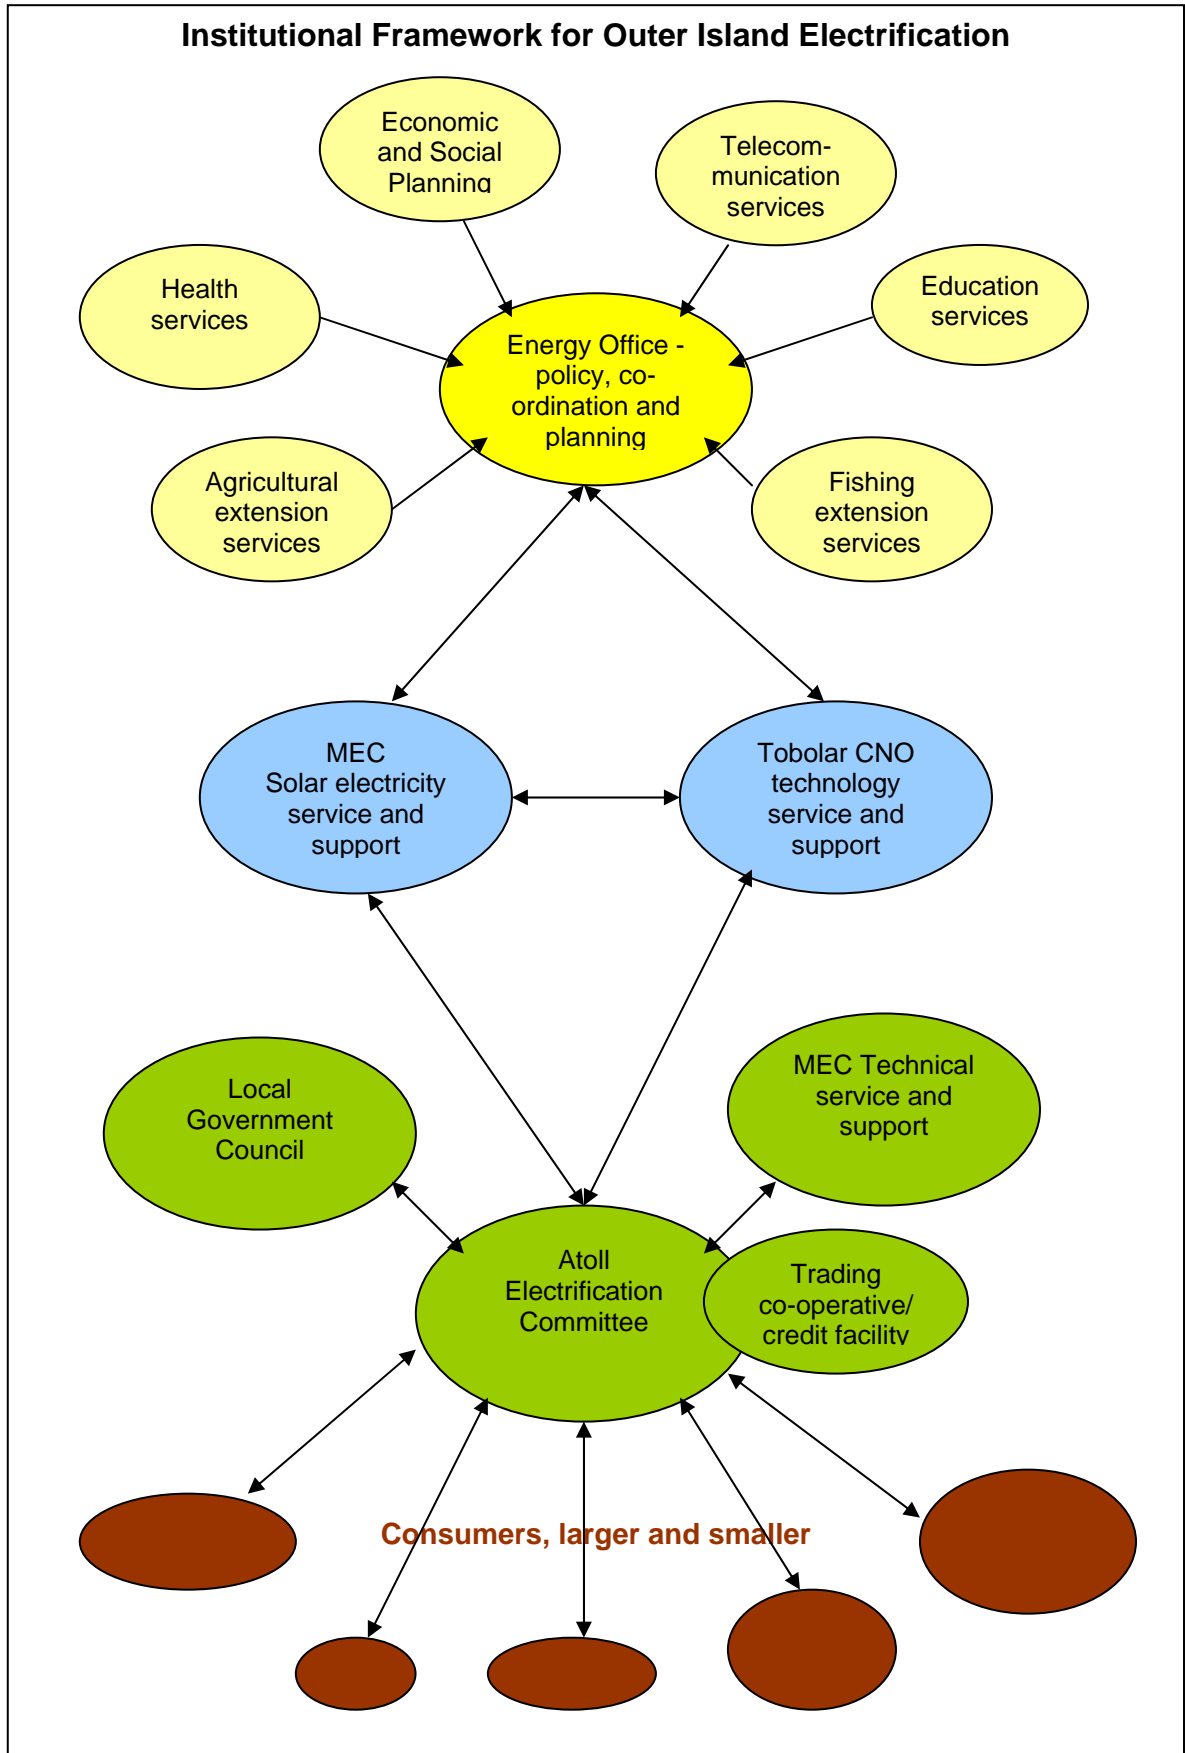 Institutional Framework for Outer Island Electrification
Economic
and Social
Planning
Telecom-
munication
services
Health
services
Education
services
Energy Office -
policy, co-
ordination and
planning
Agricultural
extension
services
Fishing
extension
services
MEC
Solar electricity
service and
support
Tobolar CNO
technology
service and
support
Local
Government
Council
MEC Technical
service and
support
Atoll
Electrification
Committee
Trading
co-operative/
credit facility
Consumers, larger and smaller